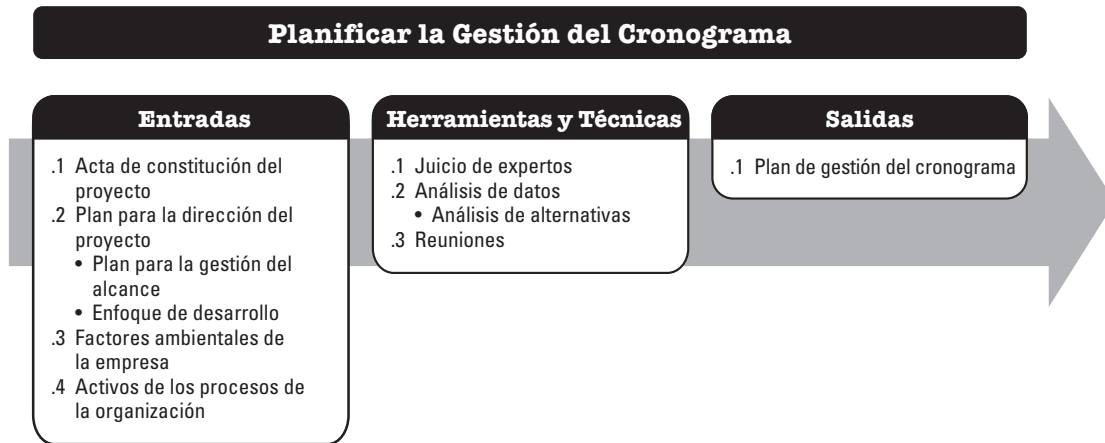 Planificar la Gestión del Cronograma
Entradas
.1 Acta de constitución del
proyecto
.2 Plan para la dirección del
proyecto
• Plan para la gestión del
alcance
• Enfoque de desarrollo
.3 Factores ambientales de
la empresa
.4 Activos de los procesos de
la organización
Herramientas y Técnicas
.1 Juicio de expertos
.2 Análisis de datos
• Análisis de alternativas
.3 Reuniones
Salidas
.1 Plan de gestión del cronograma